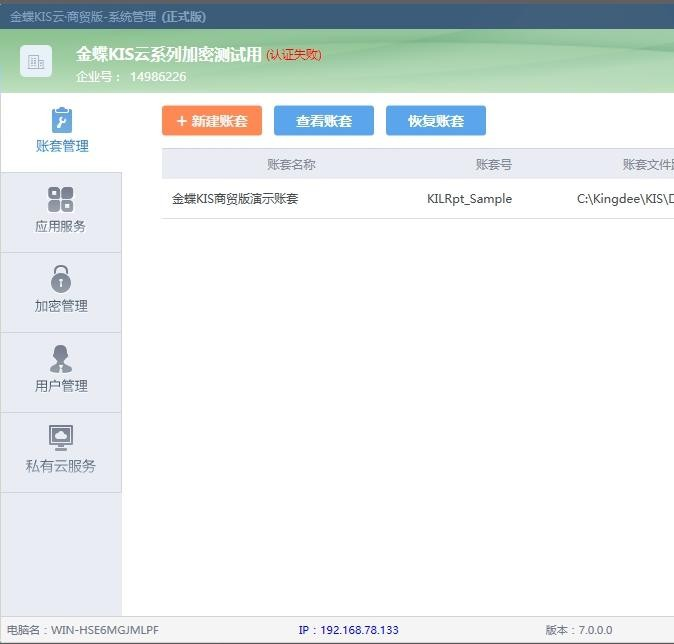 金蝶KIS云·商贸版-系统管理 (正式版)
金蝶KIS云系列加密测试用 (认证失败)
企业号： 14986226
账套管理
应用服务
加密管理
用户管理
私有云服务
+ 新建账套 查看账套 恢复账套
账套名称 账套号 账套文件
金蝶KIS商贸版演示账套 KILRpt_Sample C:\Kingdee\KIS\
电脑名：WIN-HSE6MGJMLPF IP：192.168.78.133 版本：7.0.0.0